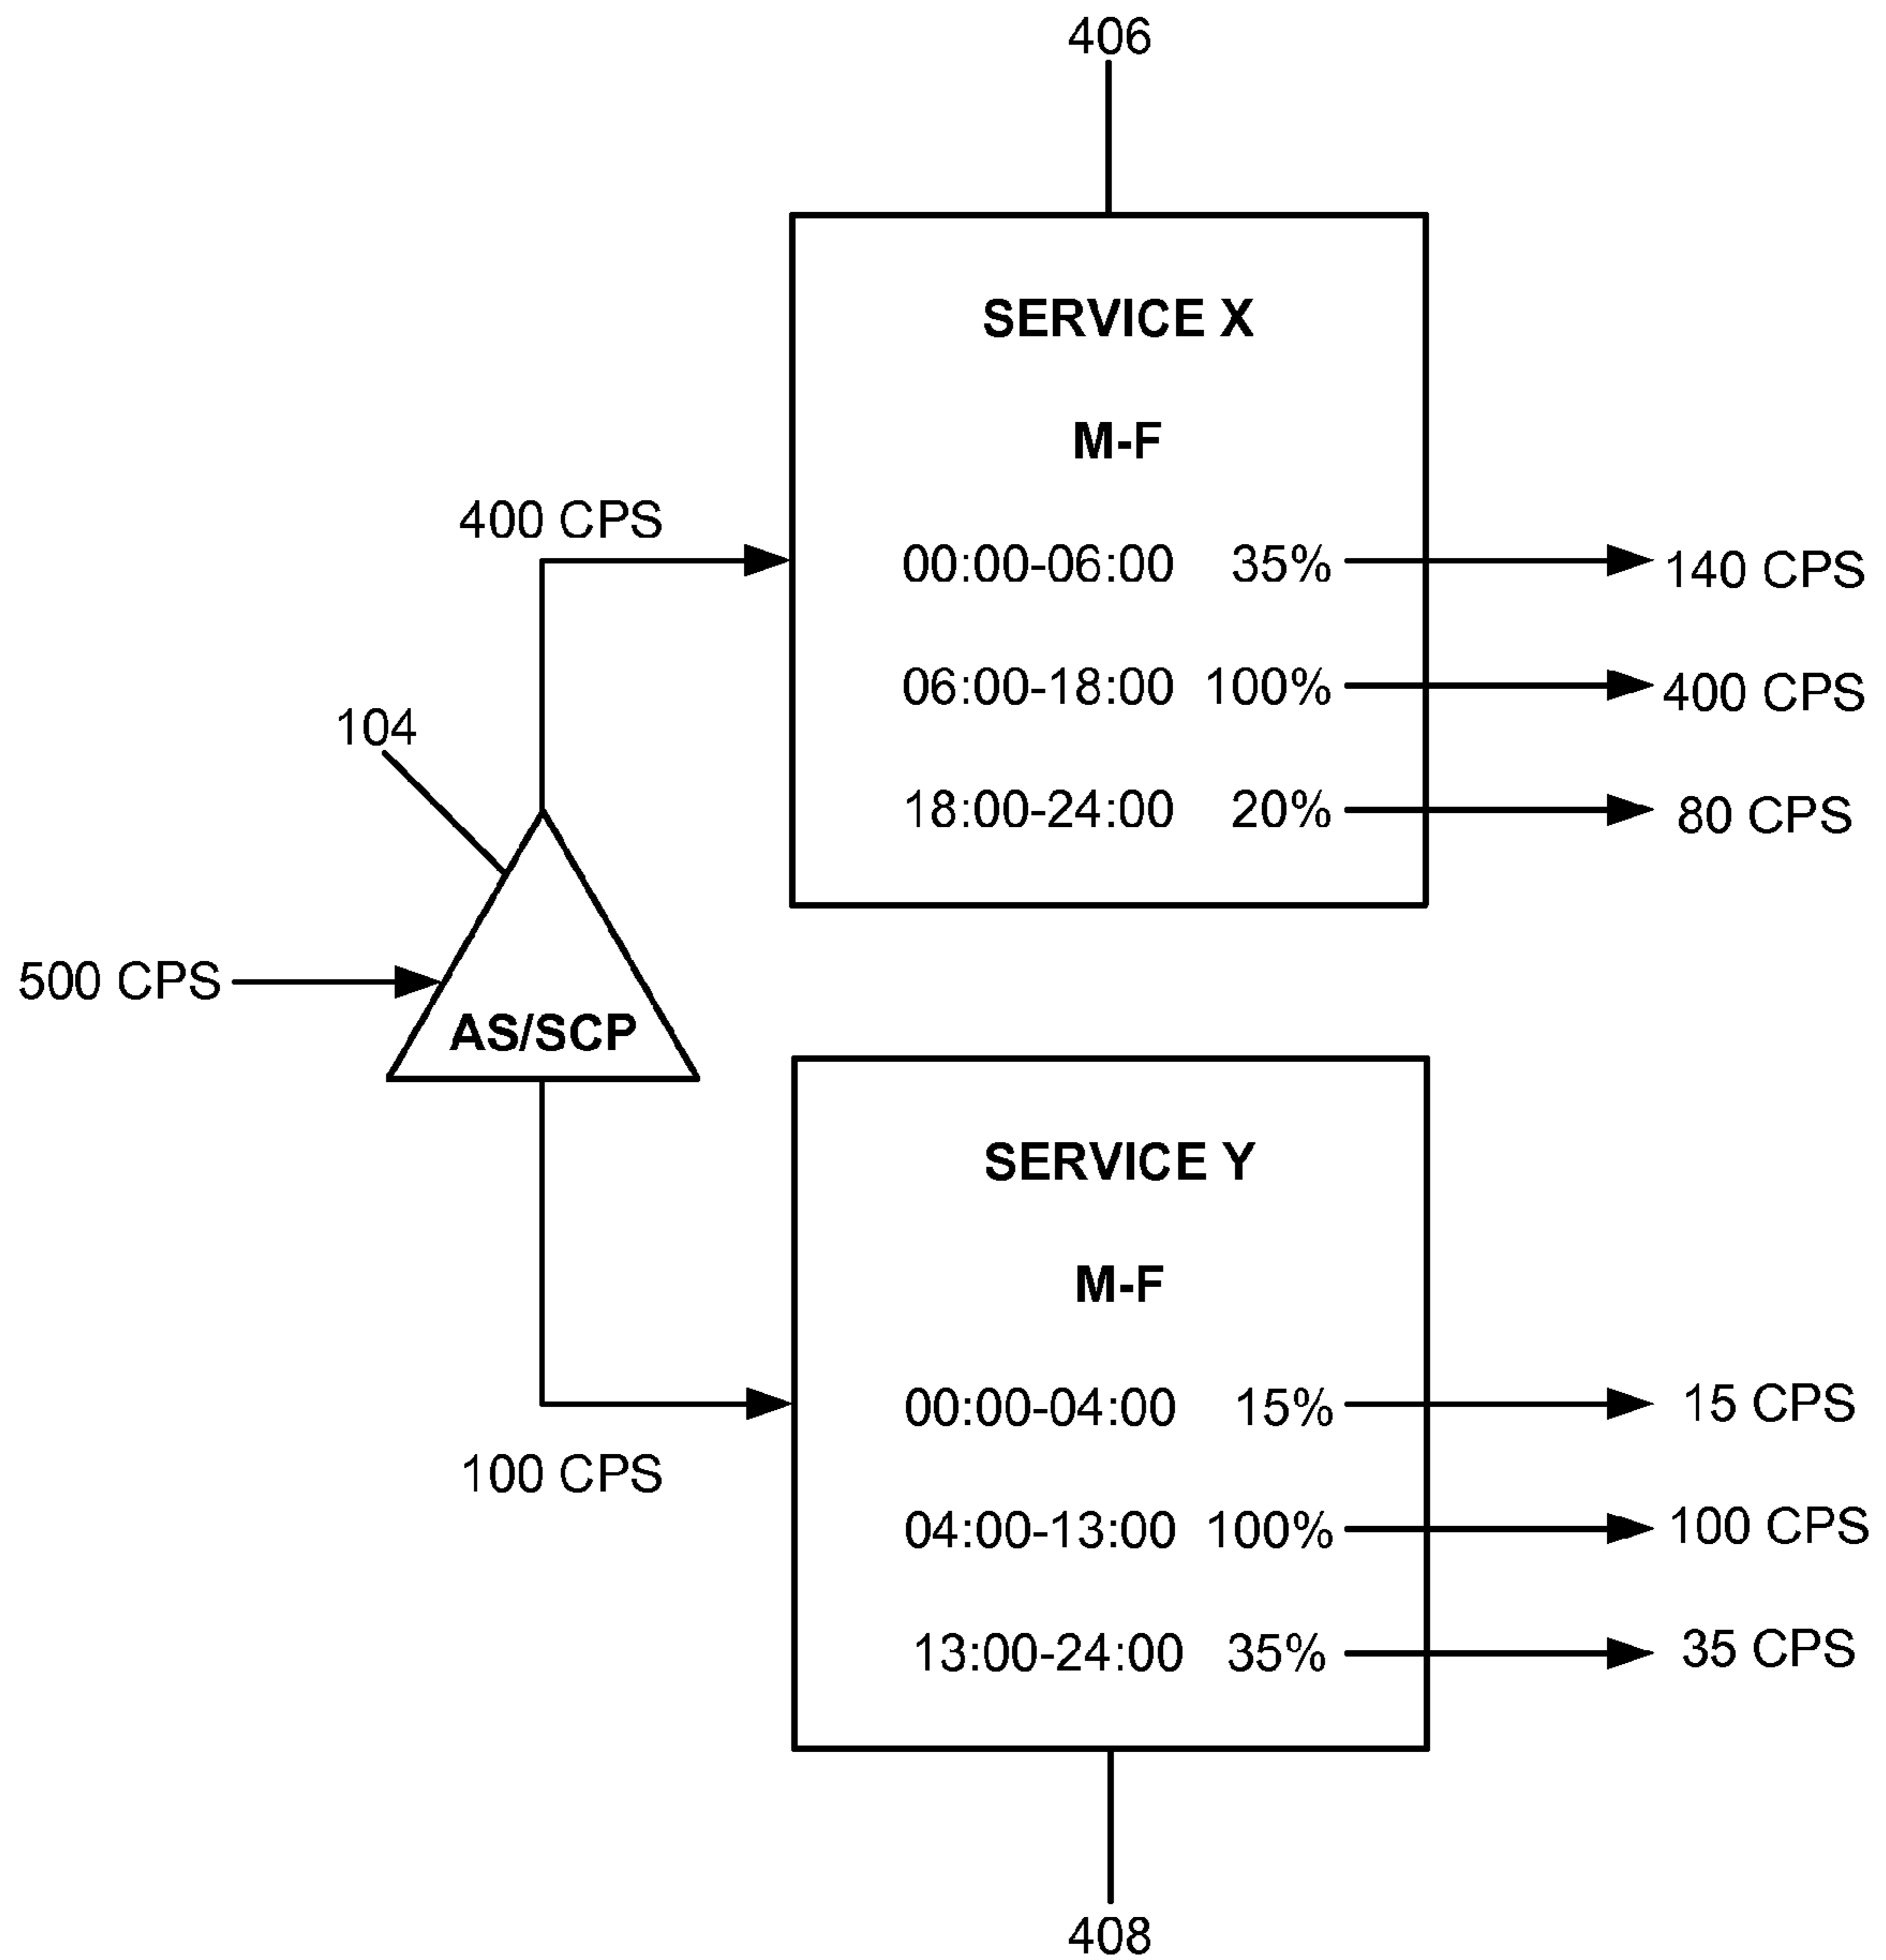 406
SERVICE X
M-F
400 CPS
00:00-06:00 35% 140 CPS
06:00-18:00 100% 400 CPS
104
18:00-24:00 20% 80 CPS
500 CPS
AS/SCP
SERVICE Y
M-F
00:00-04:00 15% 15 CPS
100 CPS
04:00-13:00 100% 100 CPS
13:00-24:00 35% 35 CPS
408